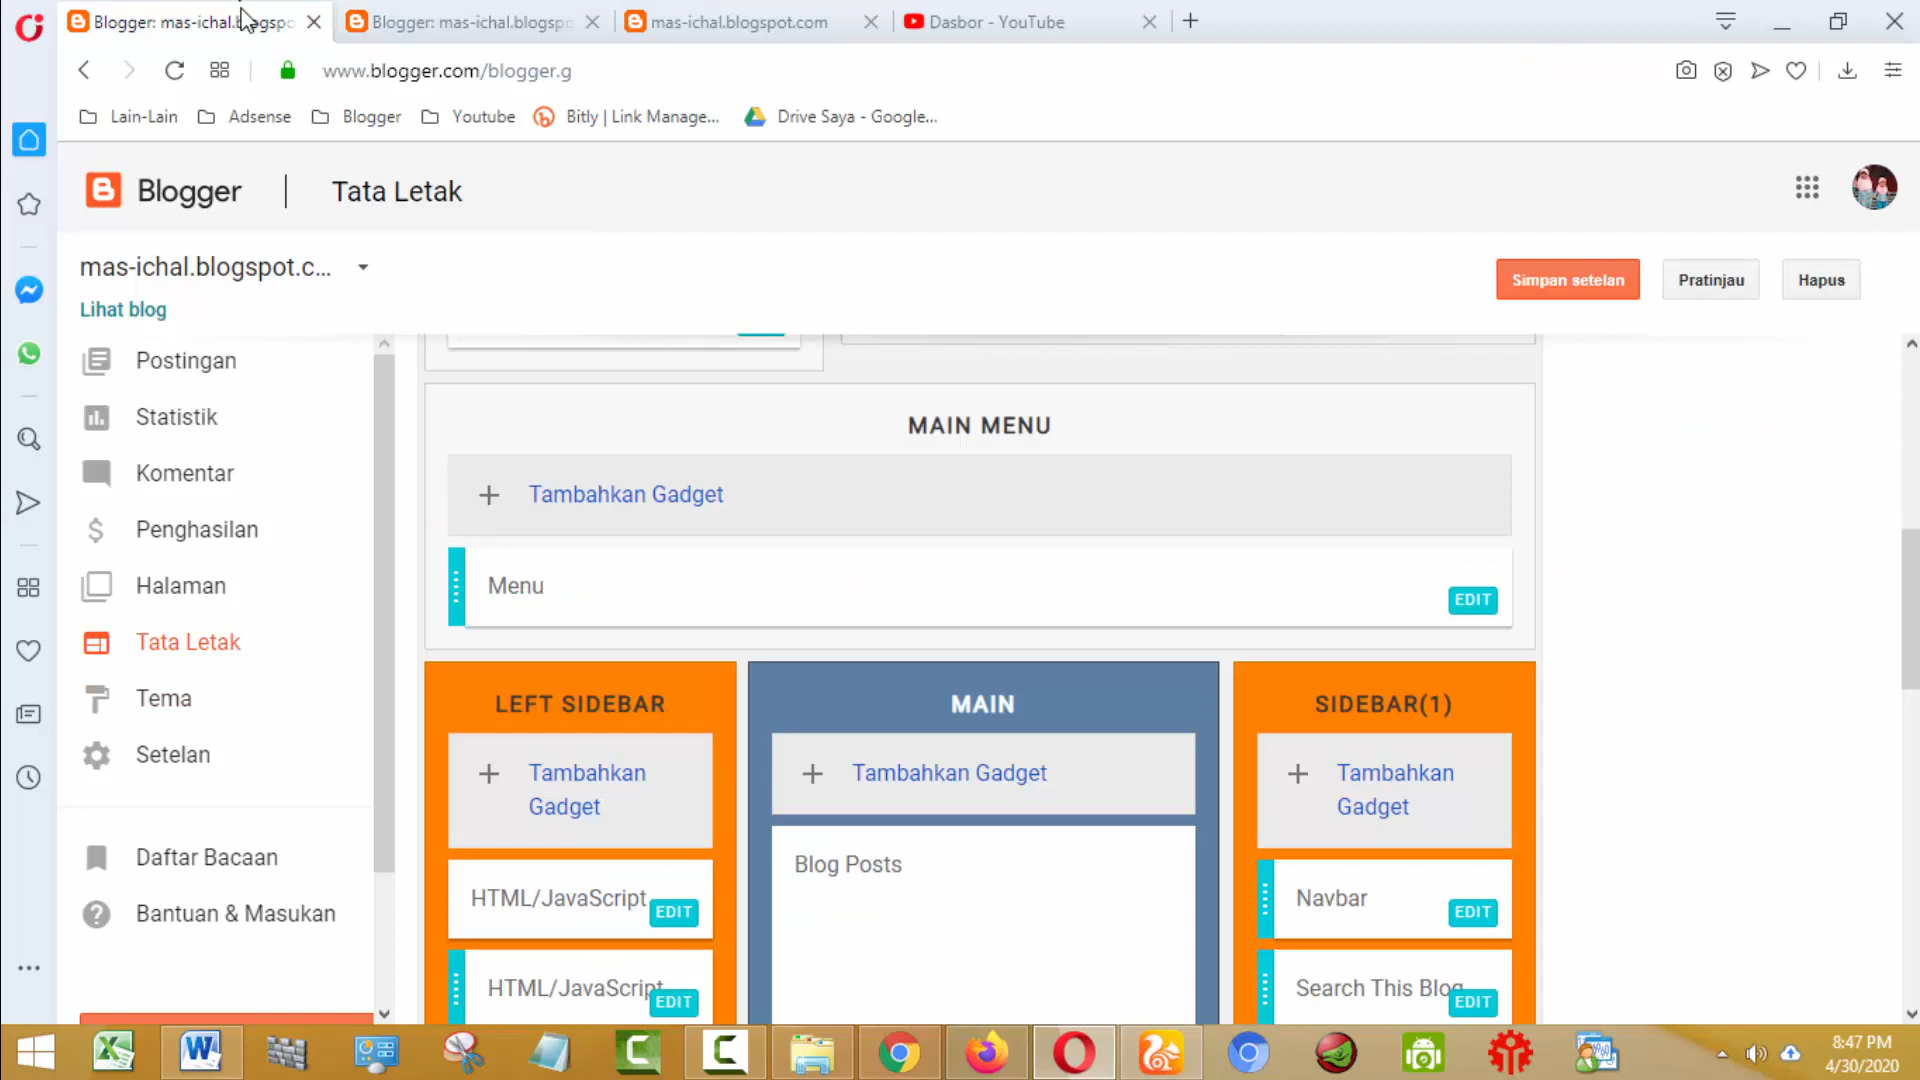 Blogger: mas-ichal.blogspo
Blogger: mas-ichal.blogspo
mas-ichal.blogspot.com
Dasbor - YouTube
www.blogger.com/blogger.g
Lain-Lain
Adsense
Blogger
Youtube
Bitly | Link Manage...
Drive Saya - Google...
Blogger
Tata Letak
mas-ichal.blogspot.c...
Simpan setelan
Pratinjau
Hapus
Lihat blog
Postingan
Statistik
Komentar
Penghasilan
Halaman
Tata Letak
Tema
Setelan
Daftar Bacaan
Bantuan & Masukan
MAIN MENU
Tambahkan Gadget
Menu
EDIT
LEFT SIDEBAR
Tambahkan
Gadget
HTML/JavaScript
EDIT
HTML/JavaScript
EDIT
MAIN
Tambahkan Gadget
Blog Posts
SIDEBAR(1)
Tambahkan
Gadget
Navbar
EDIT
Search This Blog
EDIT
8:47 PM
4/30/2020